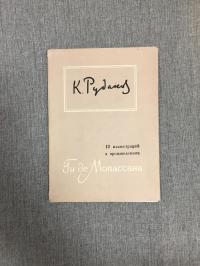 К. Рудаков
12 иллюстраций
к произведениям
Ги де Мопассана